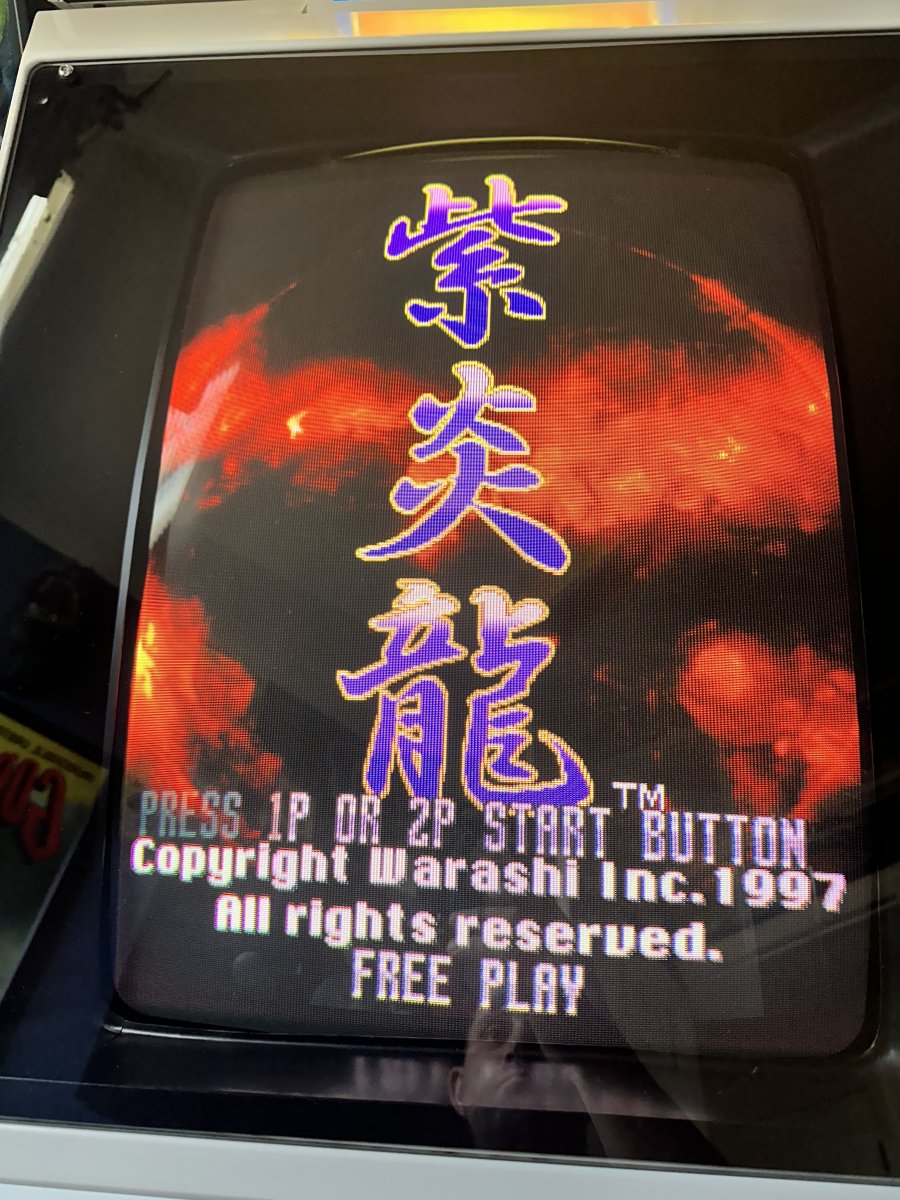 紫
炎
龍
TM
PRESS 1P OR 2P START BUTTON
Copyright Warashi Inc.1997
All rights reserved.
FREE PLAY